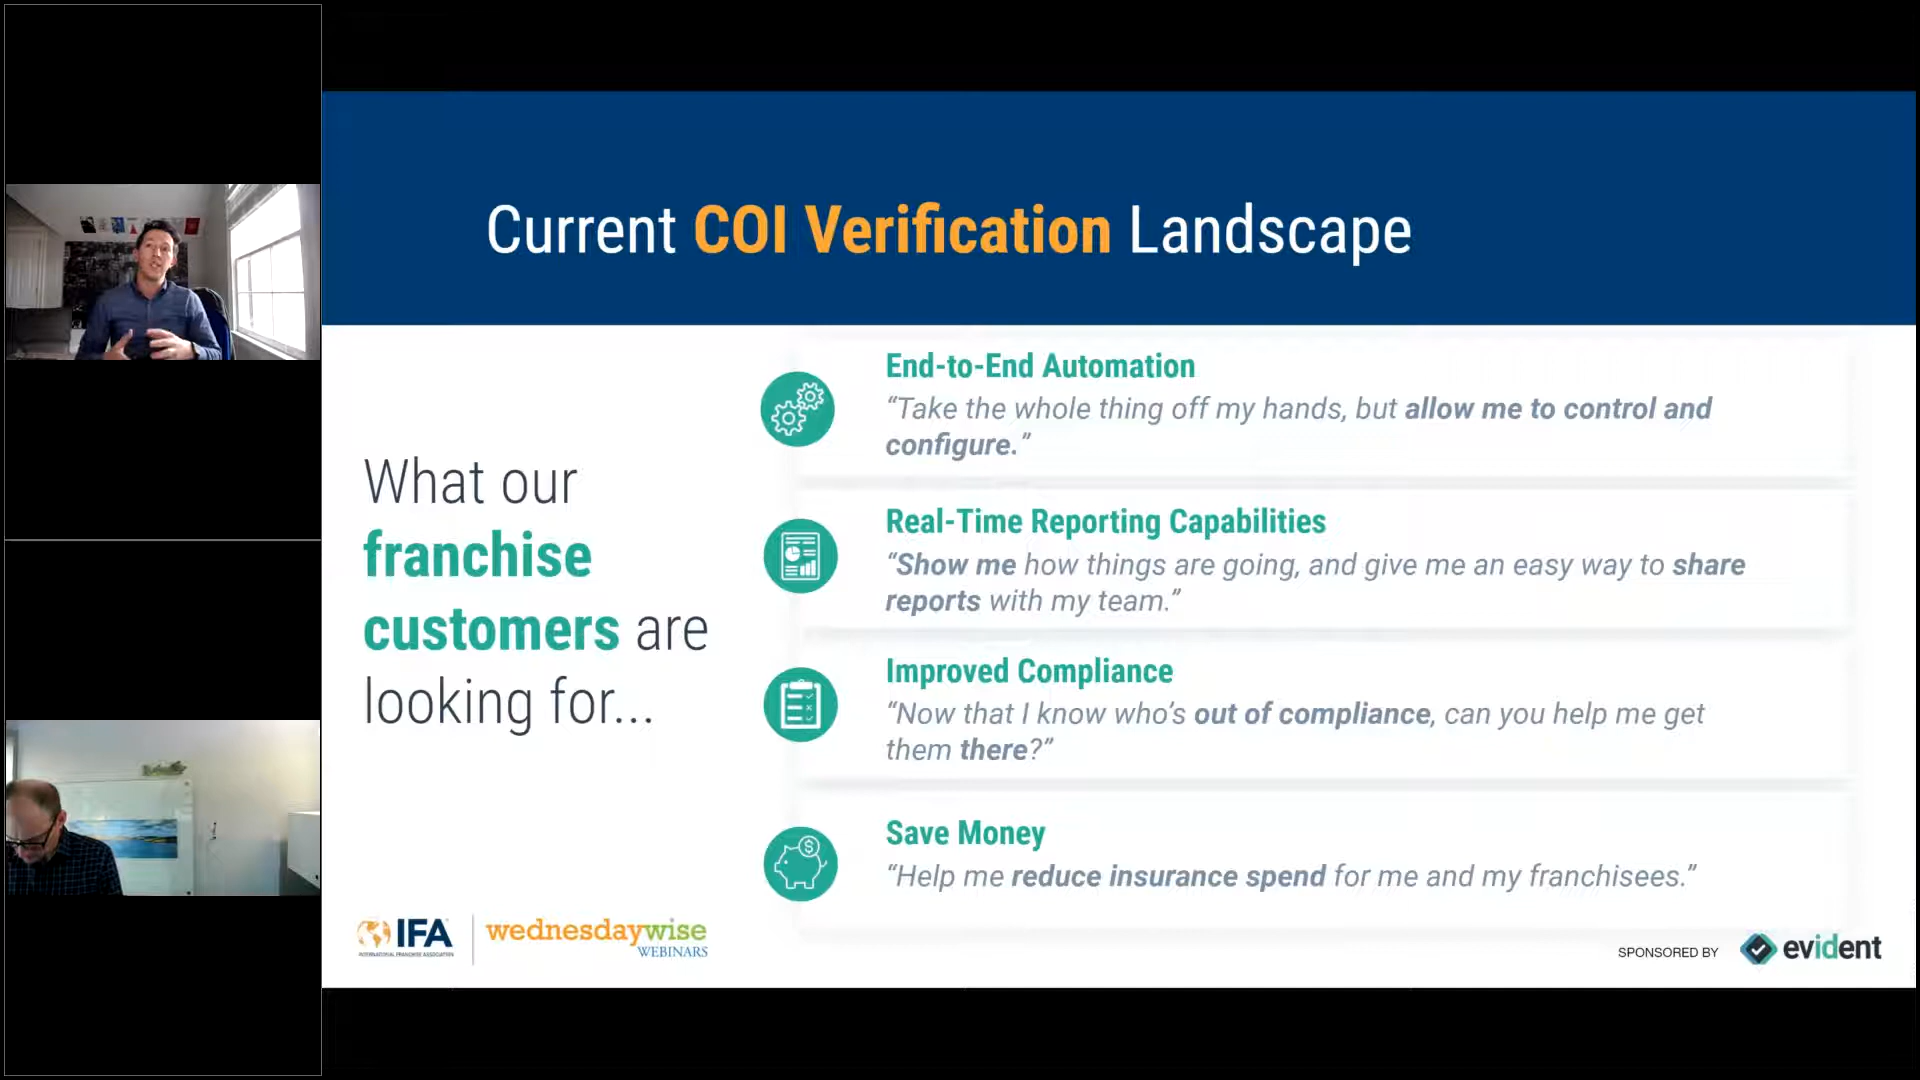 Current COI Verification Landscape
What our
franchise
customers are
looking for...
End-to-End Automation
“Take the whole thing off my hands, but allow me to control and
configure.”
Real-Time Reporting Capabilities
“Show me how things are going, and give me an easy way to share
reports with my team.”
Improved Compliance
“Now that I know who’s out of compliance, can you help me get
them there?”
Save Money
“Help me reduce insurance spend for me and my franchisees.”
IFA
INTERNATIONAL FRANCHISE ASSOCIATION
wednesdaywise
WEBINARS
SPONSORED BY
evident